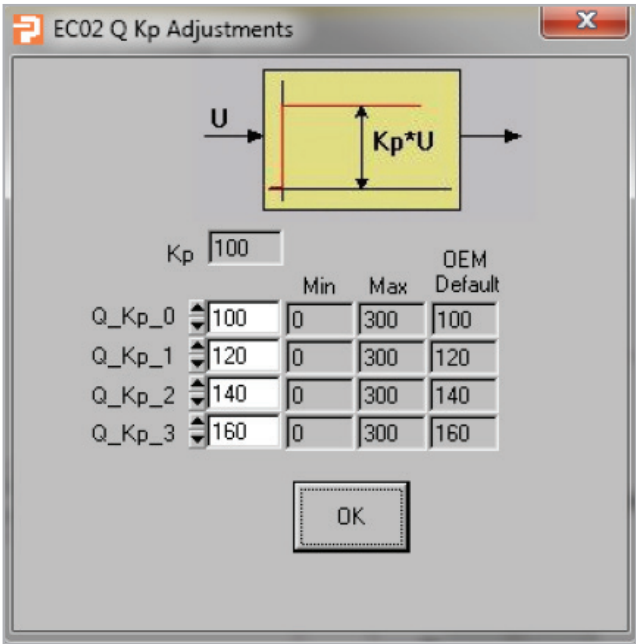 EC02 Q Kp Adjustments
U
Kp*U
Kp 100
Min Max OEM Default
Q_Kp_0 100 0 300 100
Q_Kp_1 120 0 300 120
Q_Kp_2 140 0 300 140
Q_Kp_3 160 0 300 160
OK